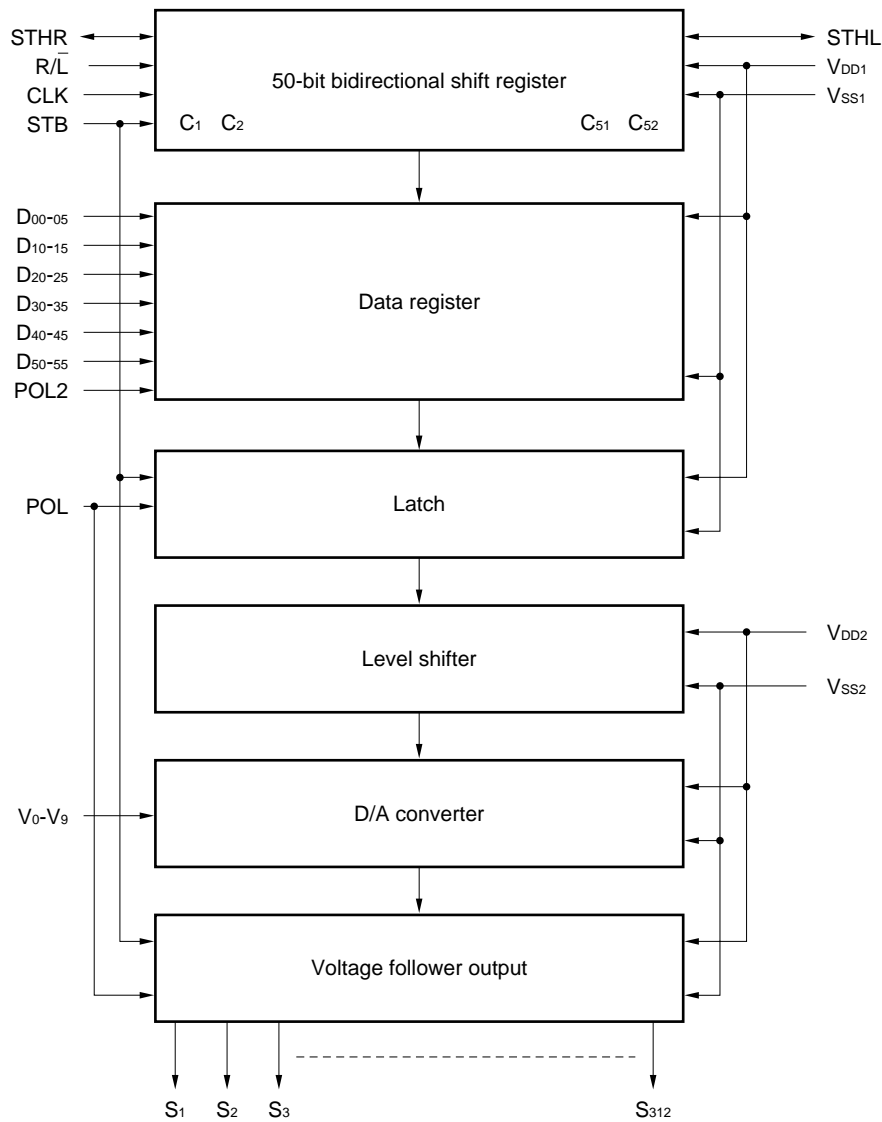 STHR
50-bit bidirectional shift register
STHL
R/L̅
VDD1
CLK
VSS1
STB
C1 C2 C51 C52
D00-05
D10-15
D20-25
Data register
D30-35
D40-45
D50-55
POL2
POL
Latch
VDD2
Level shifter
VSS2
V0-V9
D/A converter
Voltage follower output
S1 S2 S3 S312